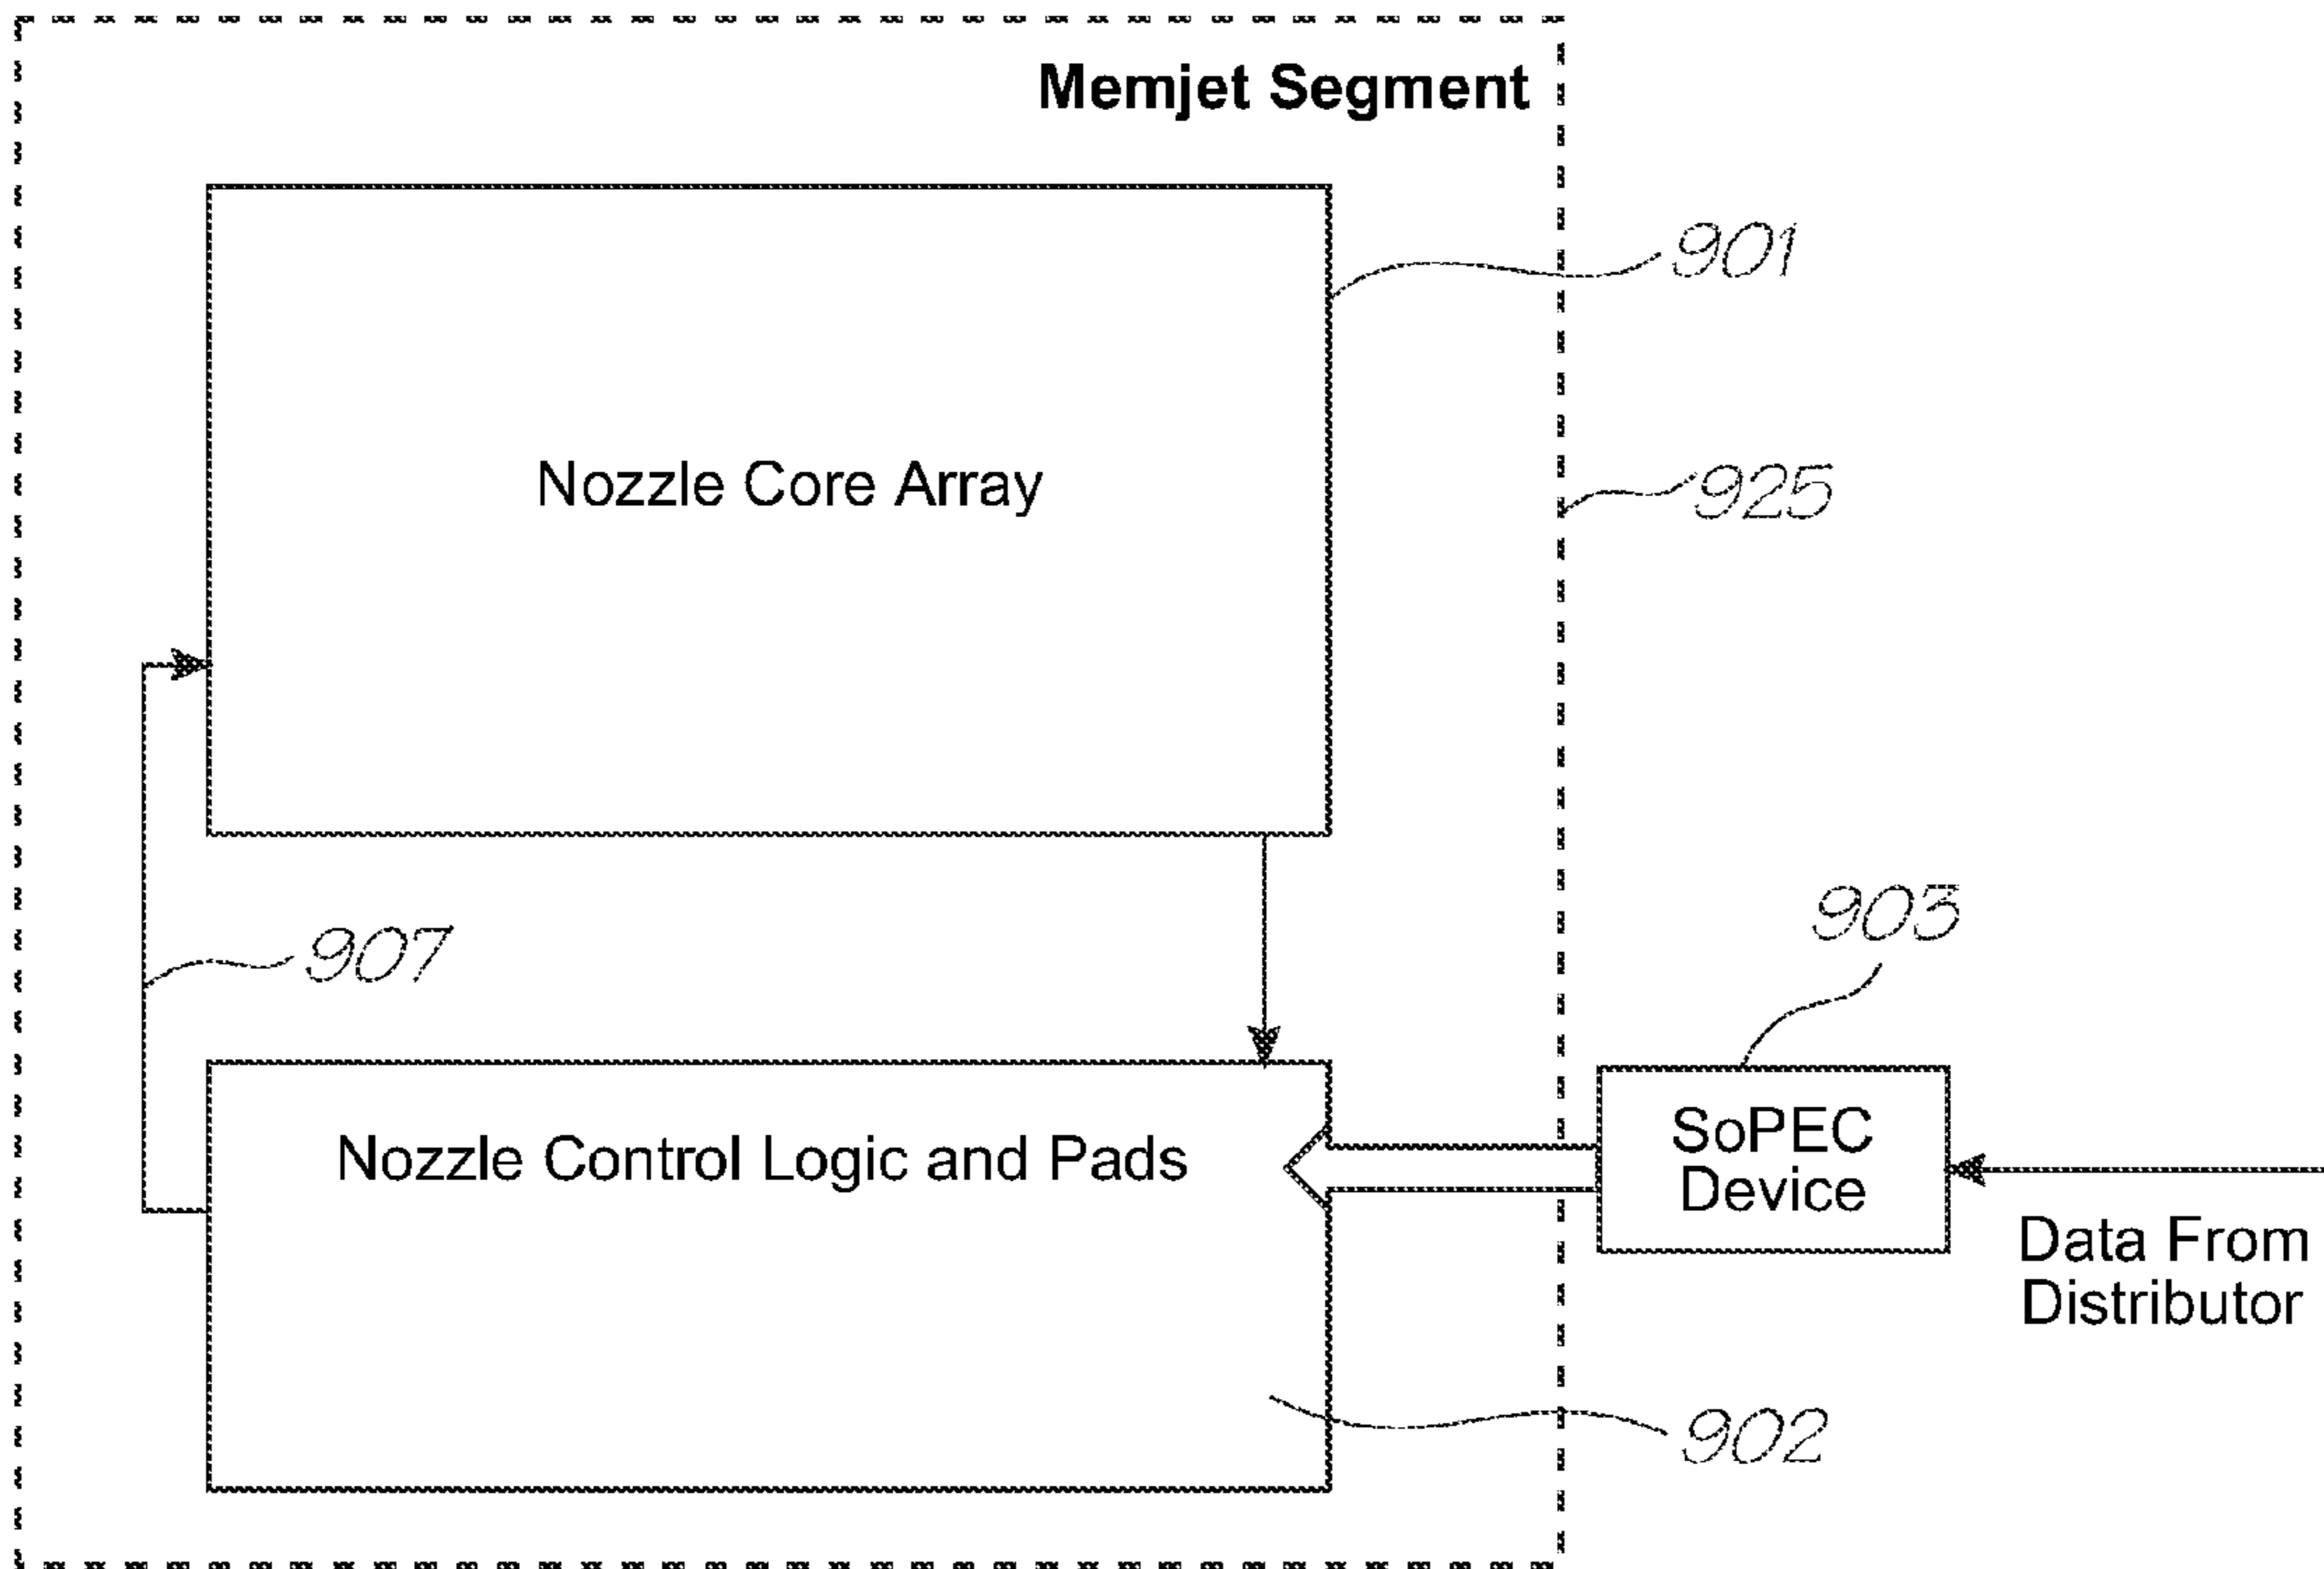 Memjet Segment
901
Nozzle Core Array
925
903
907
SoPEC
Device
Nozzle Control Logic and Pads
Data From
Distributor
902